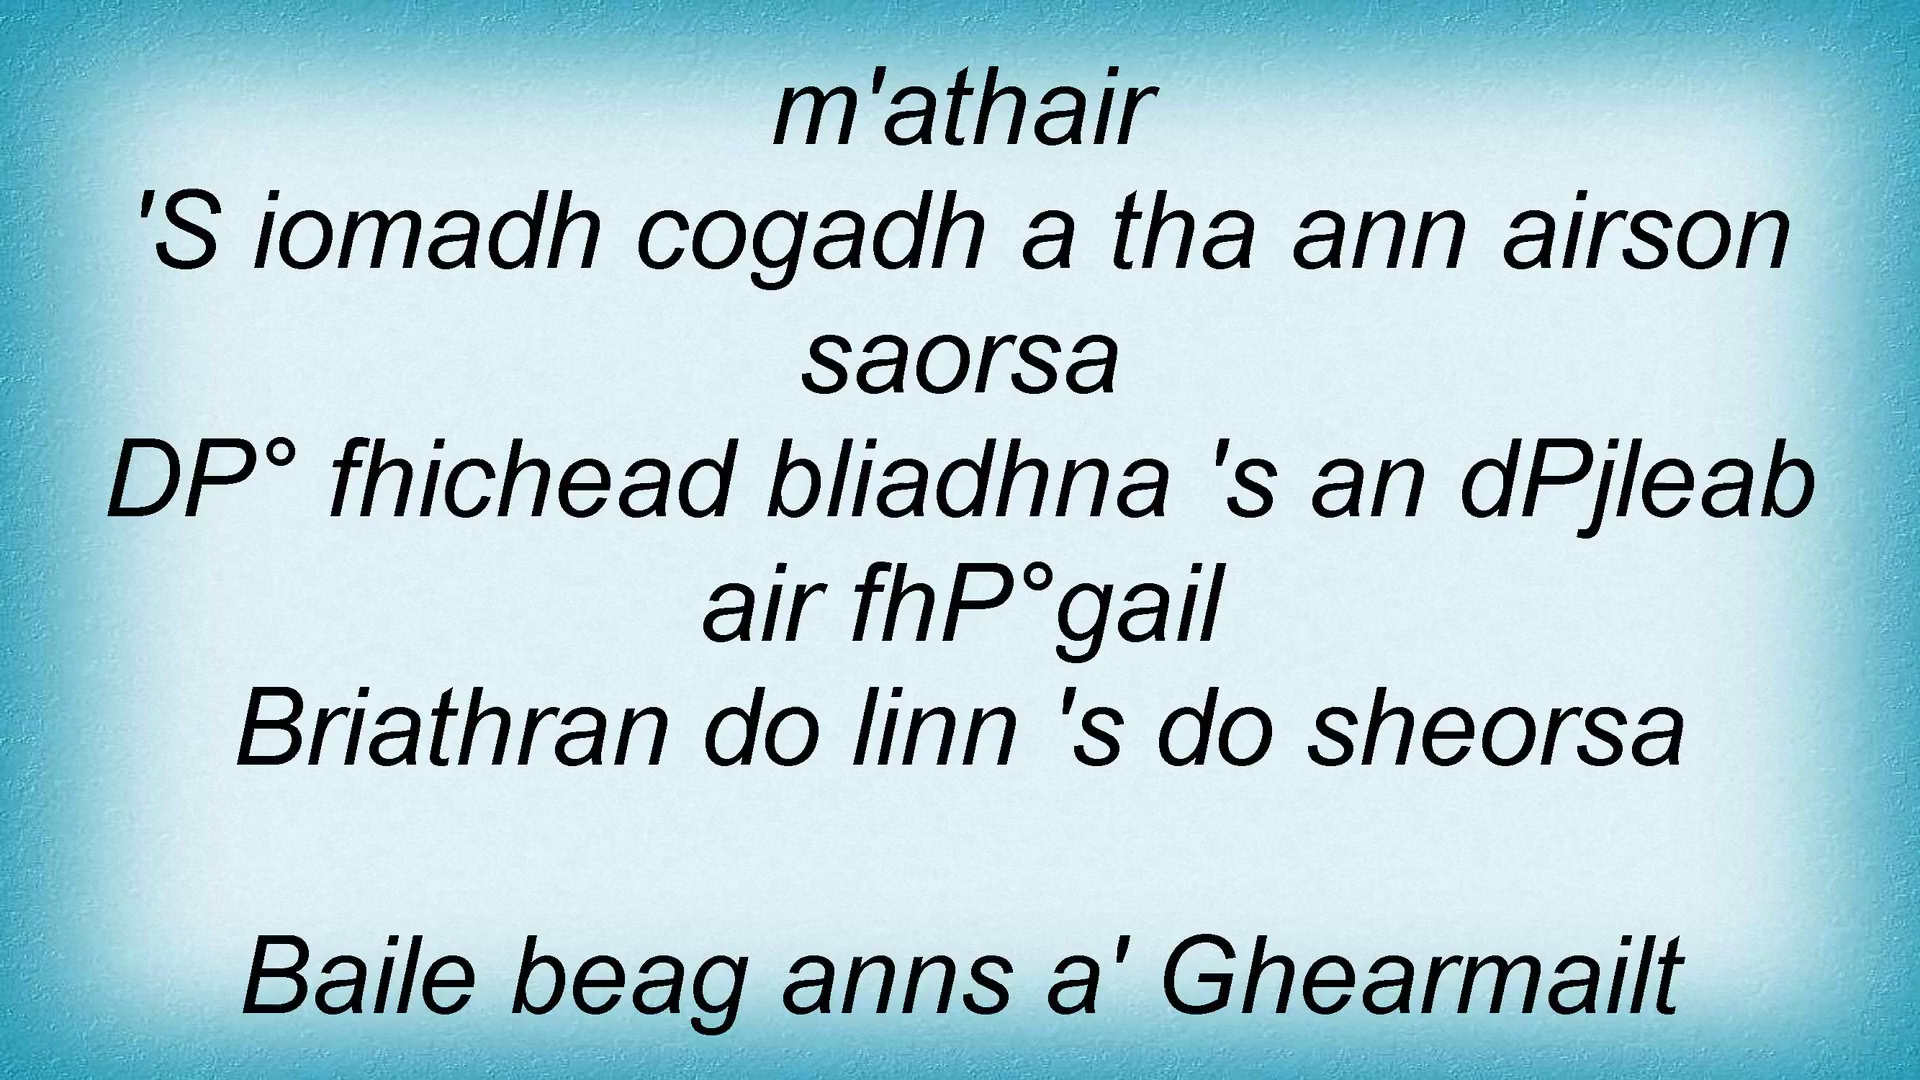 m'athair
'S iomadh cogadh a tha ann airson
saorsa
DP° fhichead bliadhna 's an dPjleab
air fhP°gail
Briathran do linn 's do sheorsa
Baile beag anns a' Ghearmailt